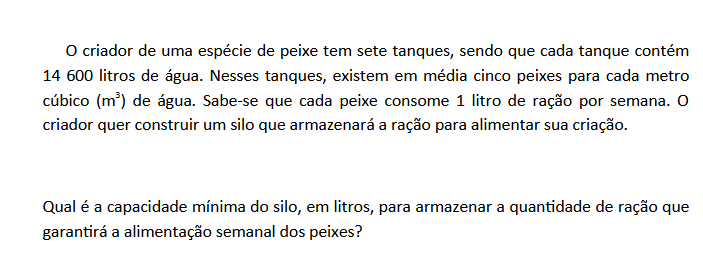 O criador de uma espécie de peixe tem sete tanques, sendo que cada tanque contém
14 600 litros de água. Nesses tanques, existem em média cinco peixes para cada metro
cúbico (m³) de água. Sabe-se que cada peixe consome 1 litro de ração por semana. O
criador quer construir um silo que armazenará a ração para alimentar sua criação.
Qual é a capacidade mínima do silo, em litros, para armazenar a quantidade de ração que
garantirá a alimentação semanal dos peixes?